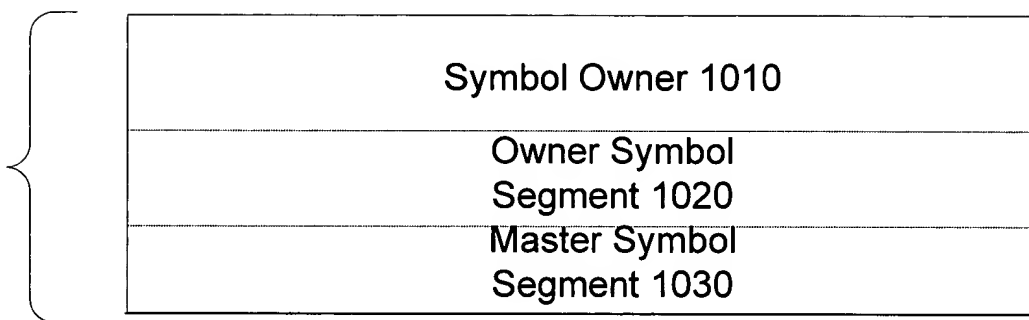 Symbol Owner 1010
Owner Symbol
Segment 1020
Master Symbol
Segment 1030